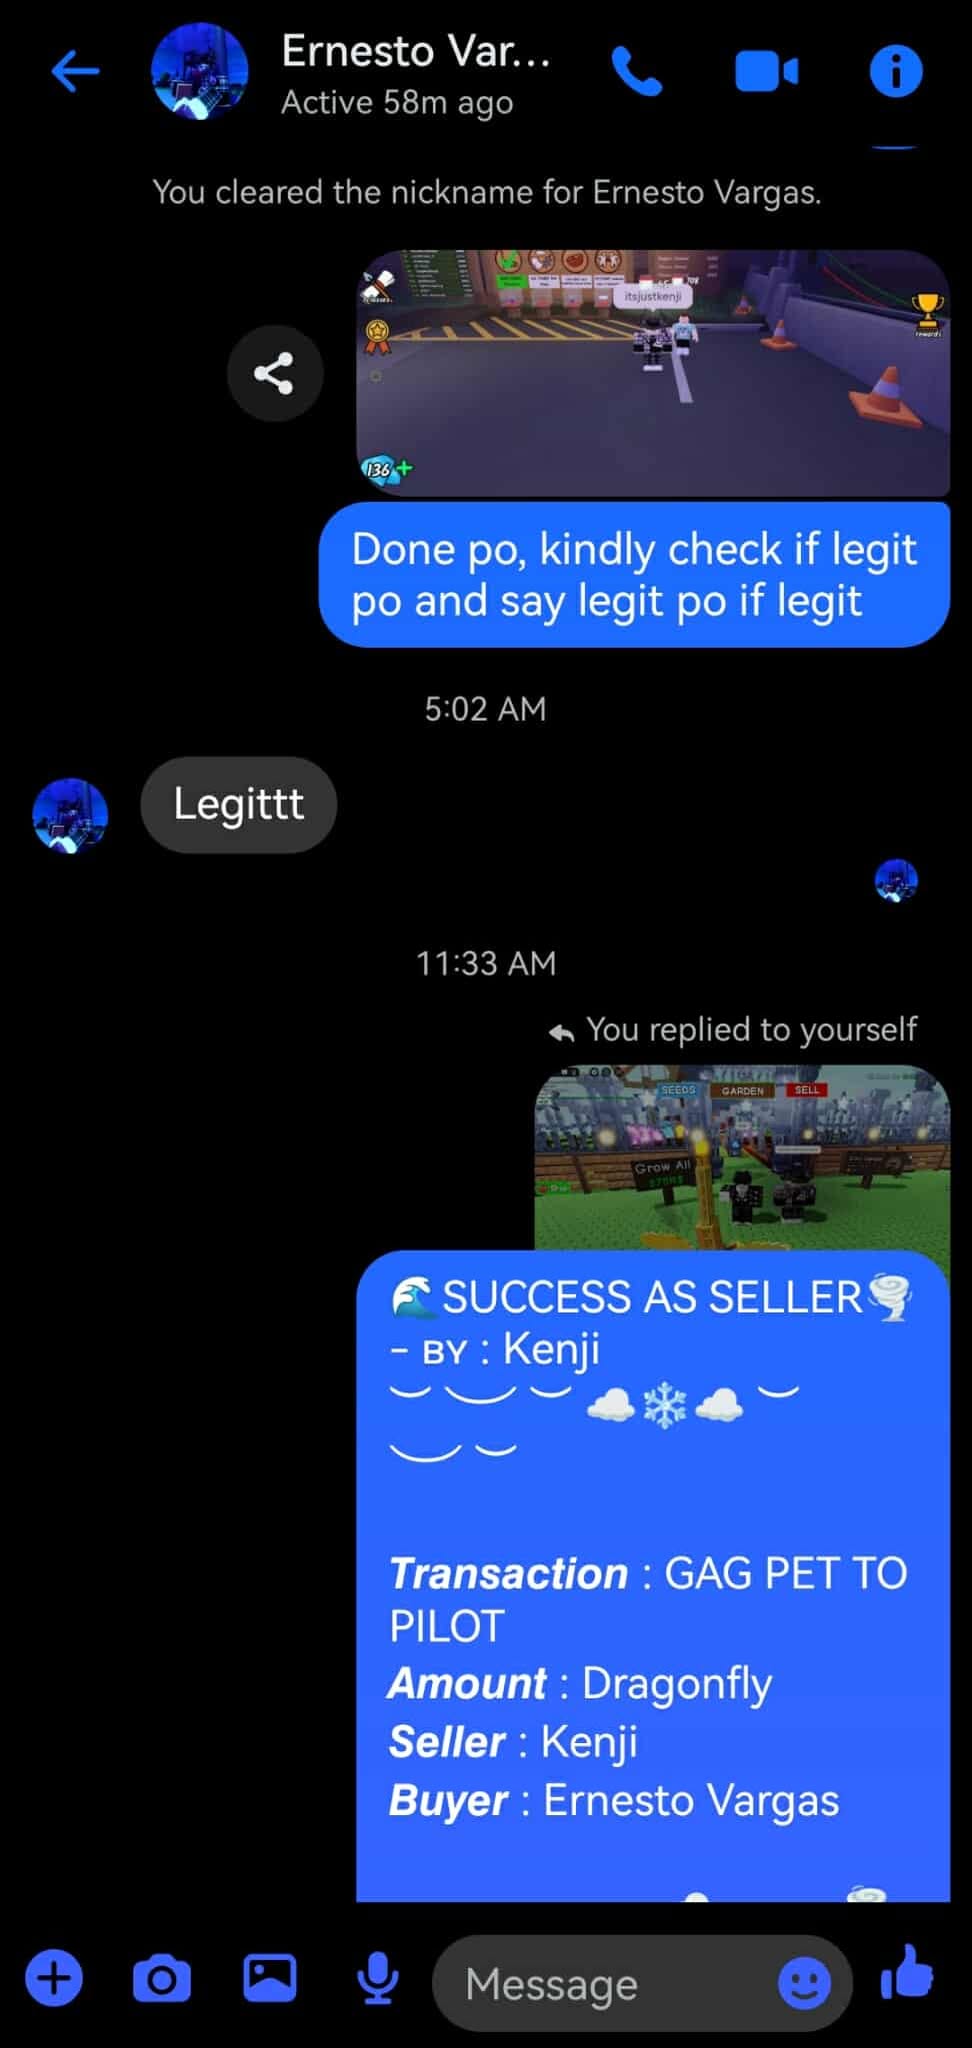 Ernesto Var...
Active 58m ago
You cleared the nickname for Ernesto Vargas.
itsjustkenji
rewards
136
Done po, kindly check if legit
po and say legit po if legit
5:02 AM
Legittt
11:33 AM
You replied to yourself
SEEDS GARDEN SELL
Grow All
🌊SUCCESS AS SELLER🌪️
- ʙʏ : Kenji
︶ ⏝ ︶ ☁️❄️☁️ ︶
⏝ ︶
Transaction : GAG PET TO
PILOT
Amount : Dragonfly
Seller : Kenji
Buyer : Ernesto Vargas
Message